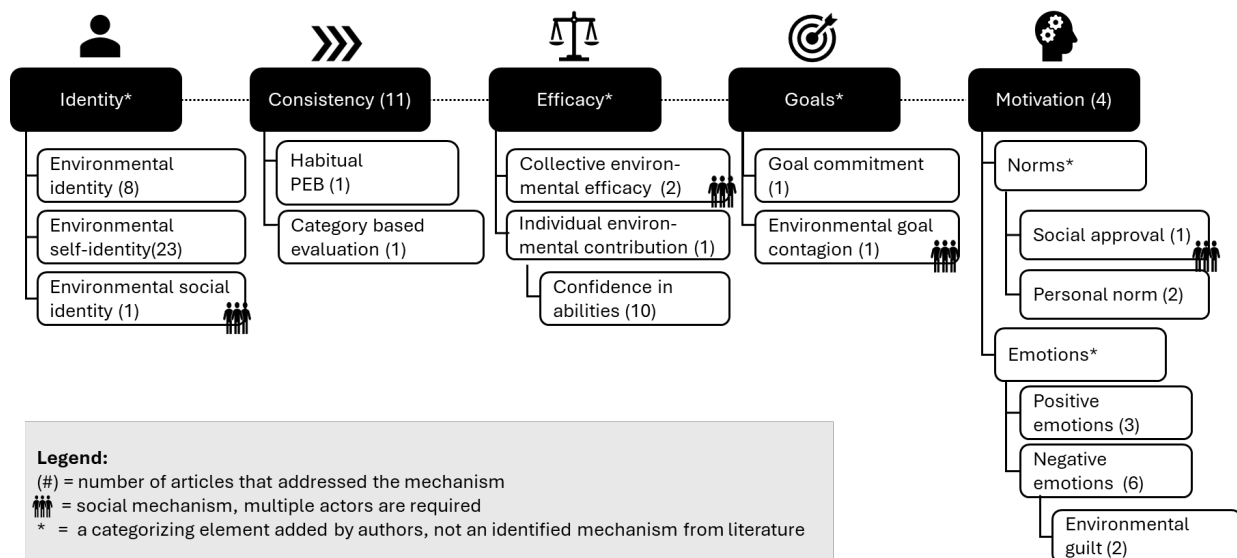 Identity*
Consistency (11)
Efficacy*
Goals*
Motivation (4)
Environmental
identity (8)
Environmental
self-identity(23)
Environmental social
identity (1)
Habitual
PEB (1)
Category based
evaluation (1)
Collective environ-
mental efficacy (2)
Individual environ-
mental contribution (1)
Confidence in
abilities (10)
Goal commitment
(1)
Environmental goal
contagion (1)
Norms*
Social approval (1)
Personal norm (2)
Emotions*
Positive
emotions (3)
Negative
emotions (6)
Environmental
guilt (2)
Legend:
(#) = number of articles that addressed the mechanism
= social mechanism, multiple actors are required
* = a categorizing element added by authors, not an identified mechanism from literature